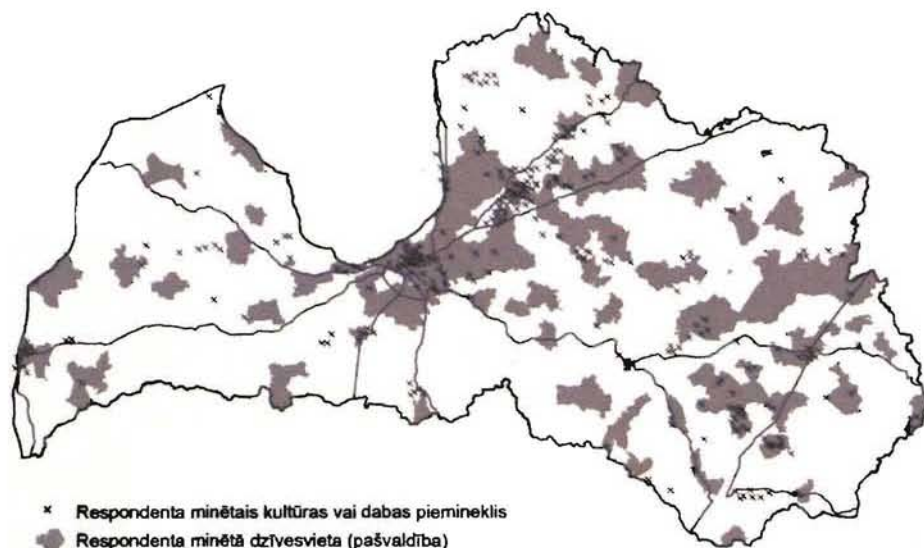 Respondenta minētais kultūras vai dabas piemineklis
Respondenta minētā dzīvesvieta (pašvaldība)